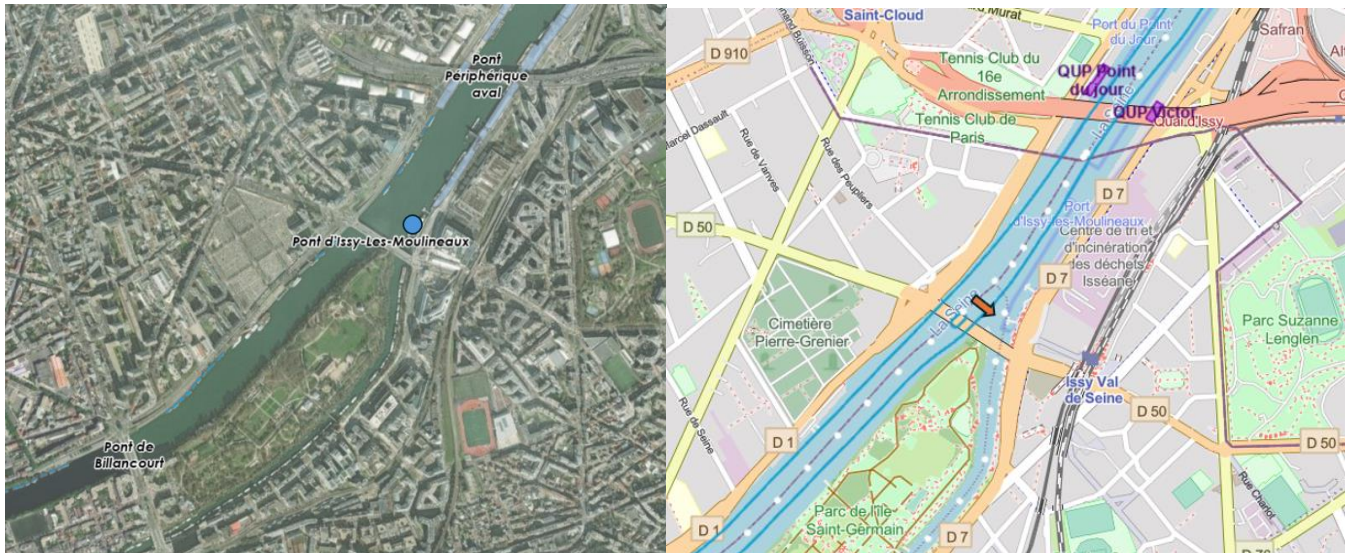 Pont
Périphérique
aval
Pont d'Issy-Les-Moulineaux
Pont de
Billancourt
Saint-Cloud
Murat
Port du Point
du Jour
Safran
D 910
Tennis Club du
16e
Arrondissement
QUP Point
du jour
QUP Victor
Quai d'Issy
La Seine
Tennis Club de
Paris
Marcel Dassault
Rue de Vanves
Rue des Peupliers
D 7
Port
d'Issy-les-Moulineaux
D 50
Centre de tri et
d'incinération
des déchets
Isséane
D 7
La Seine
Cimetière
Pierre-Grenier
Parc Suzanne
Lenglen
Issy Val
de Seine
Rue de Seine
D 50
D 1
D 50
Parc de l'Île
Saint-Germain
D 1
D 7